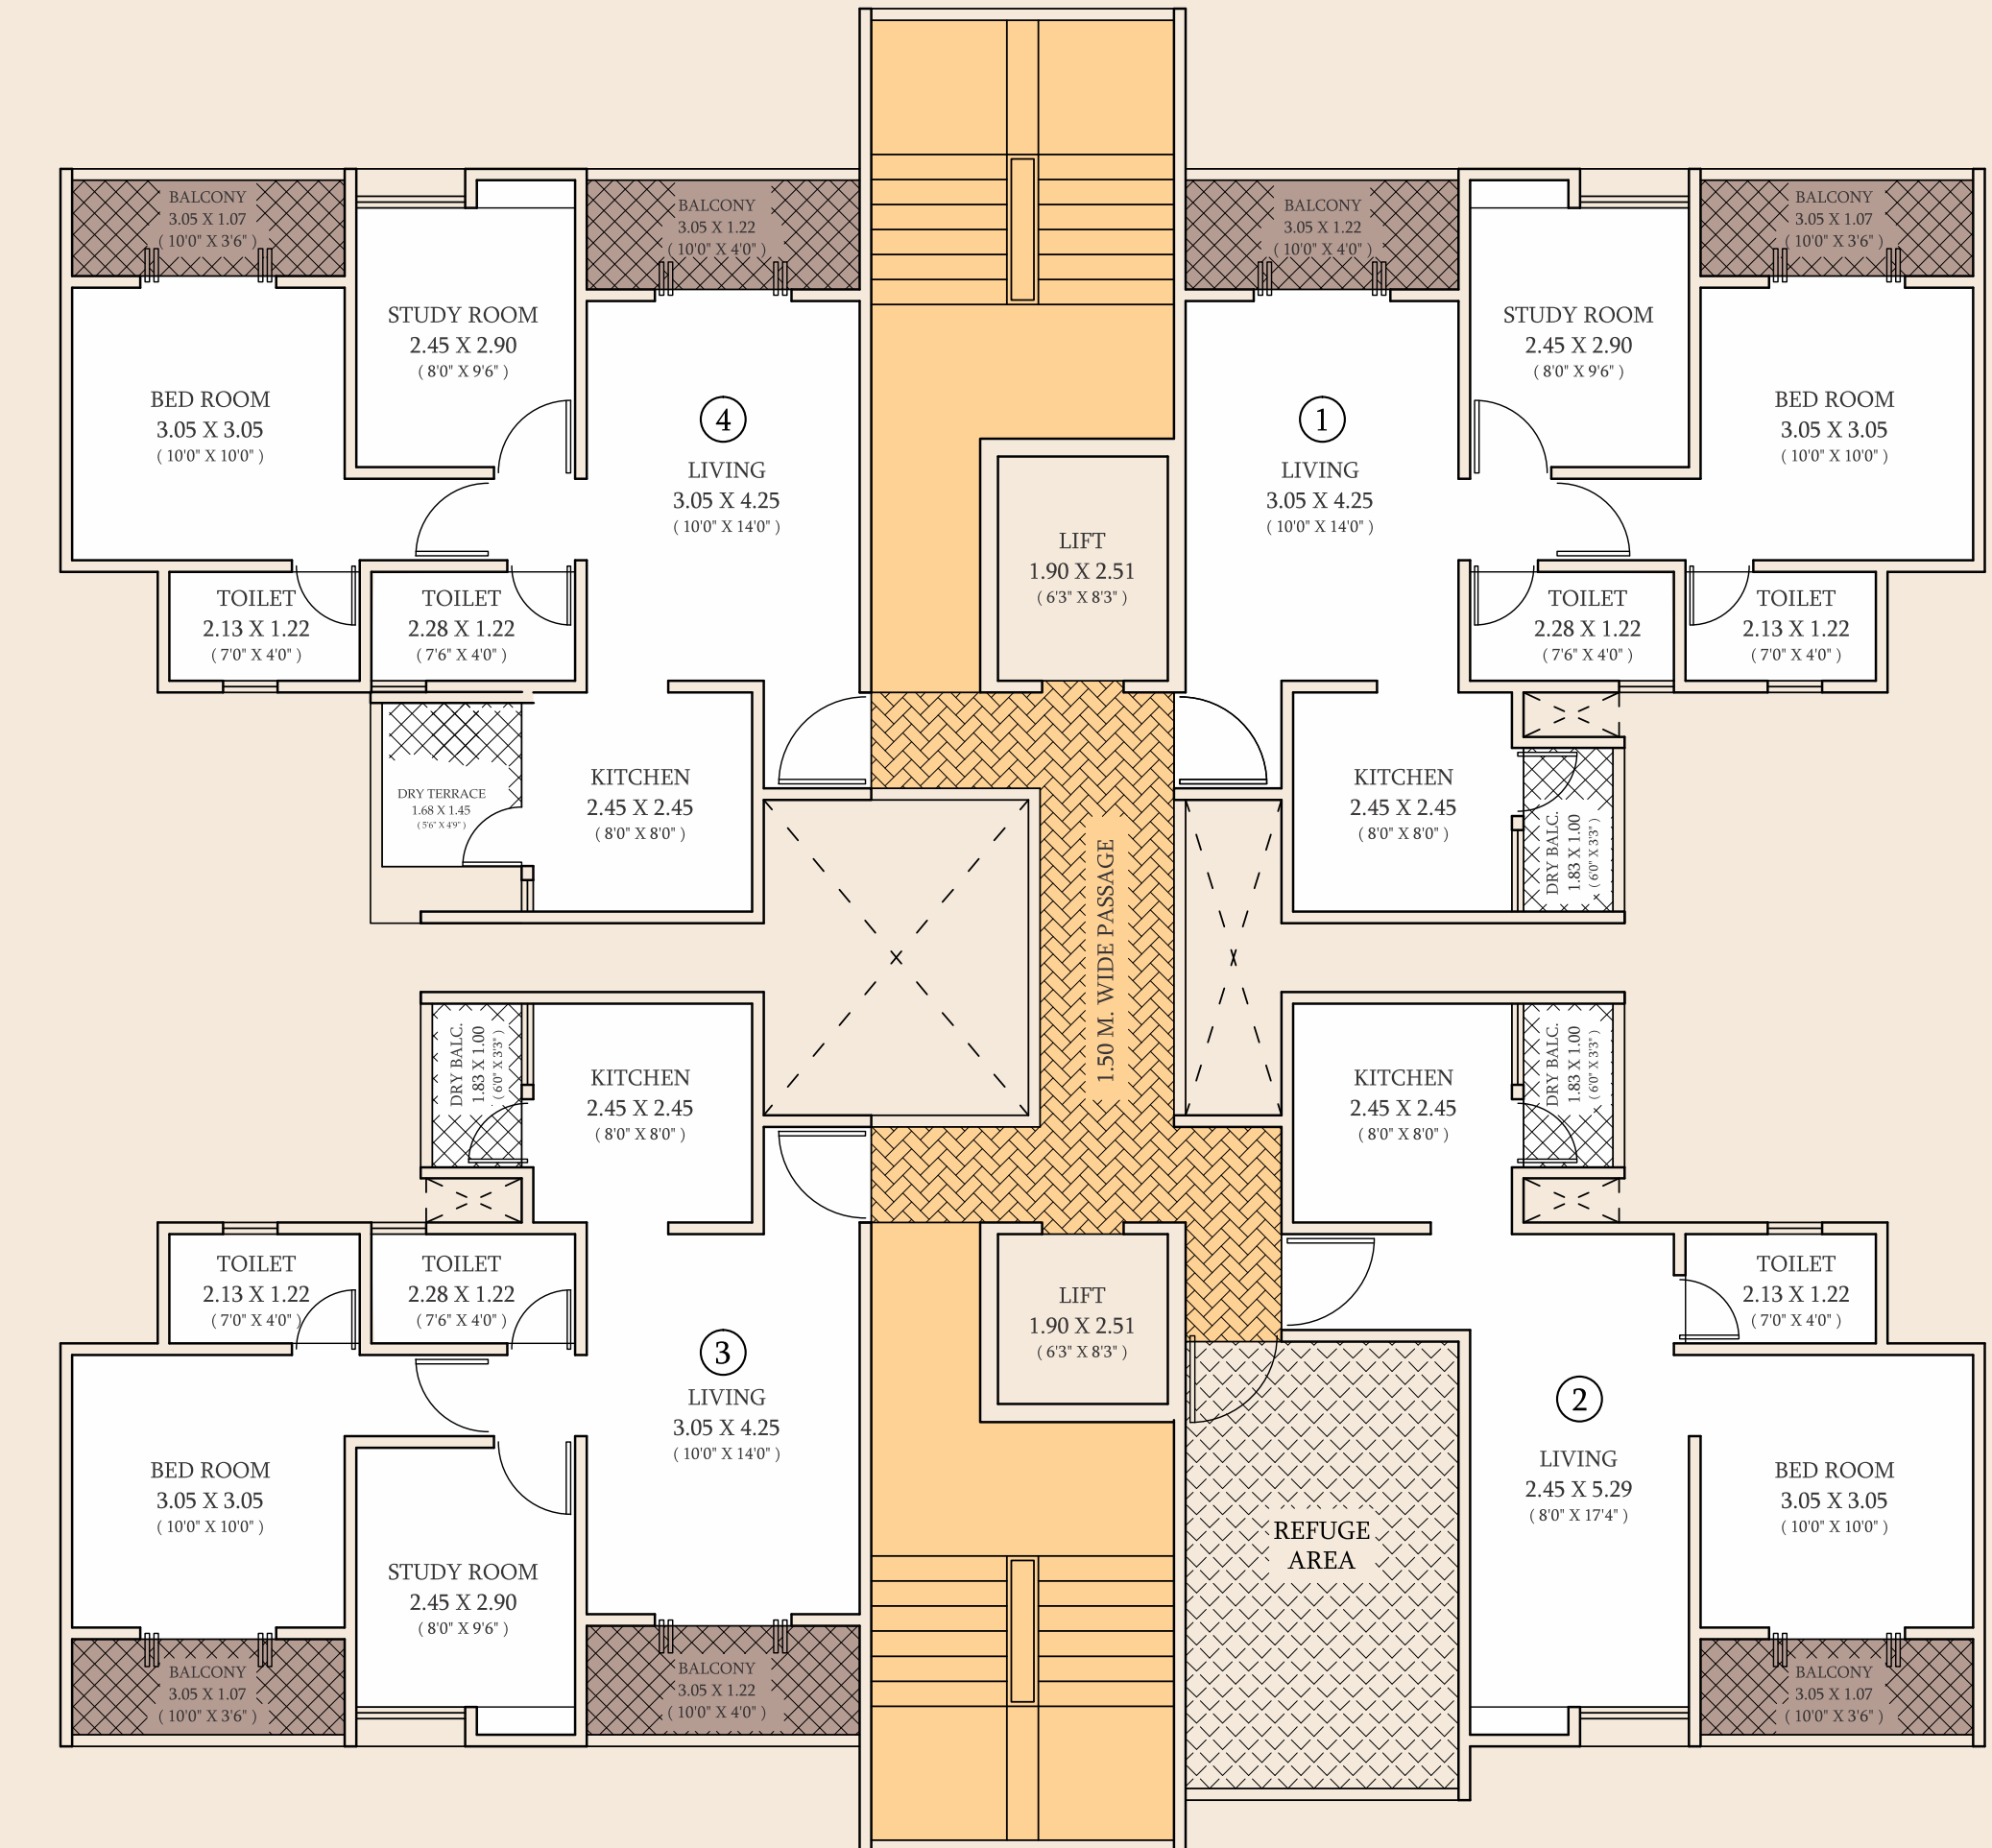 BALCONY
3.05 X 1.07
( 10'0" X 3'6" )
STUDY ROOM
2.45 X 2.90
( 8'0" X 9'6" )
BALCONY
3.05 X 1.22
( 10'0" X 4'0" )
BED ROOM
3.05 X 3.05
( 10'0" X 10'0" )
4
LIVING
3.05 X 4.25
( 10'0" X 14'0" )
TOILET
2.13 X 1.22
( 7'0" X 4'0" )
TOILET
2.28 X 1.22
( 7'6" X 4'0" )
DRY TERRACE
1.68 X 1.45
( 5'6" X 4'9" )
KITCHEN
2.45 X 2.45
( 8'0" X 8'0" )
LIFT
1.90 X 2.51
( 6'3" X 8'3" )
BALCONY
3.05 X 1.22
( 10'0" X 4'0" )
STUDY ROOM
2.45 X 2.90
( 8'0" X 9'6" )
BALCONY
3.05 X 1.07
( 10'0" X 3'6" )
1
LIVING
3.05 X 4.25
( 10'0" X 14'0" )
BED ROOM
3.05 X 3.05
( 10'0" X 10'0" )
TOILET
2.28 X 1.22
( 7'6" X 4'0" )
TOILET
2.13 X 1.22
( 7'0" X 4'0" )
KITCHEN
2.45 X 2.45
( 8'0" X 8'0" )
DRY BALC.
1.83 X 1.00
( 6'0" X 3'3" )
1.50 M. WIDE PASSAGE
DRY BALC.
1.83 X 1.00
( 6'0" X 3'3" )
KITCHEN
2.45 X 2.45
( 8'0" X 8'0" )
TOILET
2.13 X 1.22
( 7'0" X 4'0" )
TOILET
2.28 X 1.22
( 7'6" X 4'0" )
3
LIVING
3.05 X 4.25
( 10'0" X 14'0" )
BED ROOM
3.05 X 3.05
( 10'0" X 10'0" )
STUDY ROOM
2.45 X 2.90
( 8'0" X 9'6" )
BALCONY
3.05 X 1.07
( 10'0" X 3'6" )
BALCONY
3.05 X 1.22
( 10'0" X 4'0" )
LIFT
1.90 X 2.51
( 6'3" X 8'3" )
KITCHEN
2.45 X 2.45
( 8'0" X 8'0" )
DRY BALC.
1.83 X 1.00
( 6'0" X 3'3" )
TOILET
2.13 X 1.22
( 7'0" X 4'0" )
2
LIVING
2.45 X 5.29
( 8'0" X 17'4" )
BED ROOM
3.05 X 3.05
( 10'0" X 10'0" )
REFUGE
AREA
BALCONY
3.05 X 1.07
( 10'0" X 3'6" )